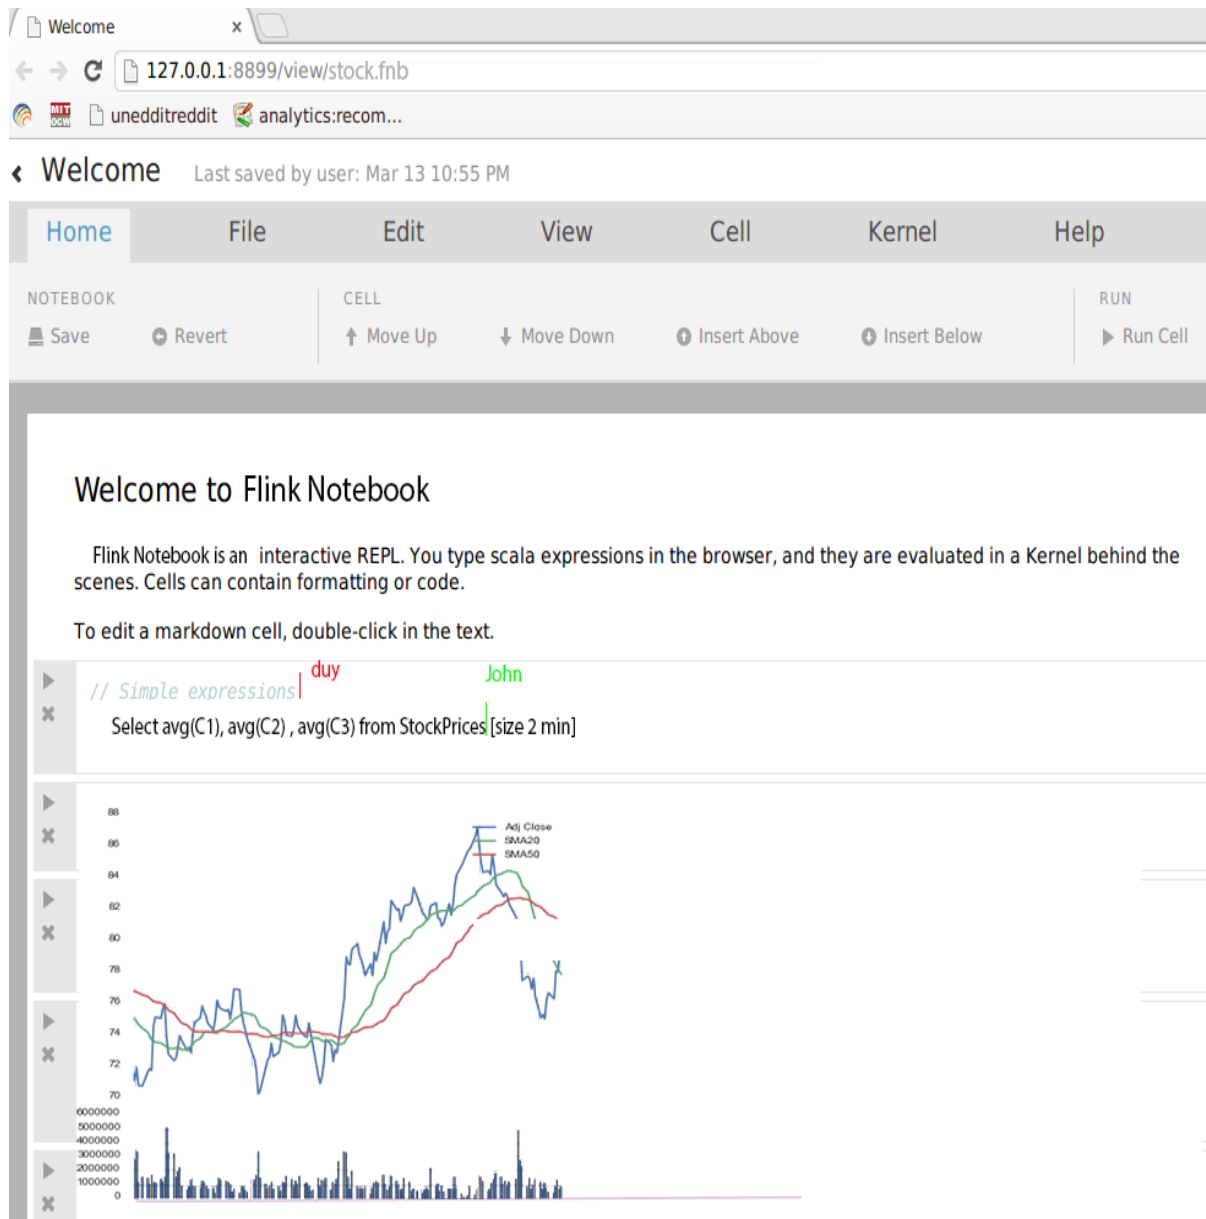 Welcome
127.0.0.1:8899/view/stock.fnb
MIT
OCW
unedditreddit analytics:recom...
Welcome Last saved by user: Mar 13 10:55 PM
Home File Edit View Cell Kernel Help
NOTEBOOK CELL RUN
Save Revert Move Up Move Down Insert Above Insert Below Run Cell
Welcome to Flink Notebook
Flink Notebook is an interactive REPL. You type scala expressions in the browser, and they are evaluated in a Kernel behind the
scenes. Cells can contain formatting or code.
To edit a markdown cell, double-click in the text.
duy John
// Simple expressions
Select avg(C1), avg(C2) , avg(C3) from StockPrices [size 2 min]
88
Adj Close
86 SMA20
SMA50
84
82
80
78
76
74
72
70
6000000
5000000
4000000
3000000
2000000
1000000
0